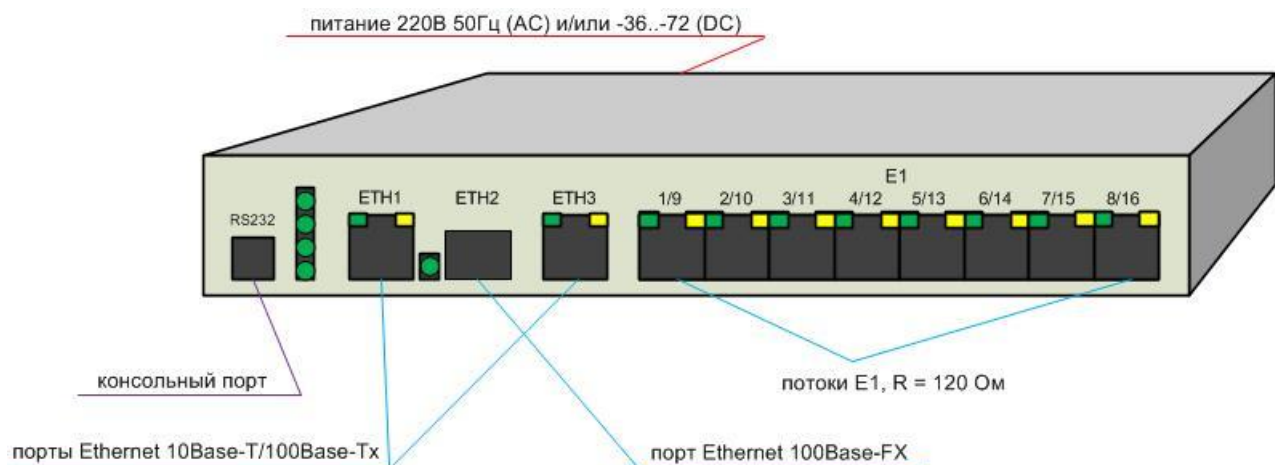 питание 220В 50Гц (AC) и/или -36..-72 (DC)
E1
ETH1 ETH2 ETH3 1/9 2/10 3/11 4/12 5/13 6/14 7/15 8/16
RS232
консольный порт
потоки E1, R = 120 Ом
порты Ethernet 10Base-T/100Base-Tx
порт Ethernet 100Base-FX